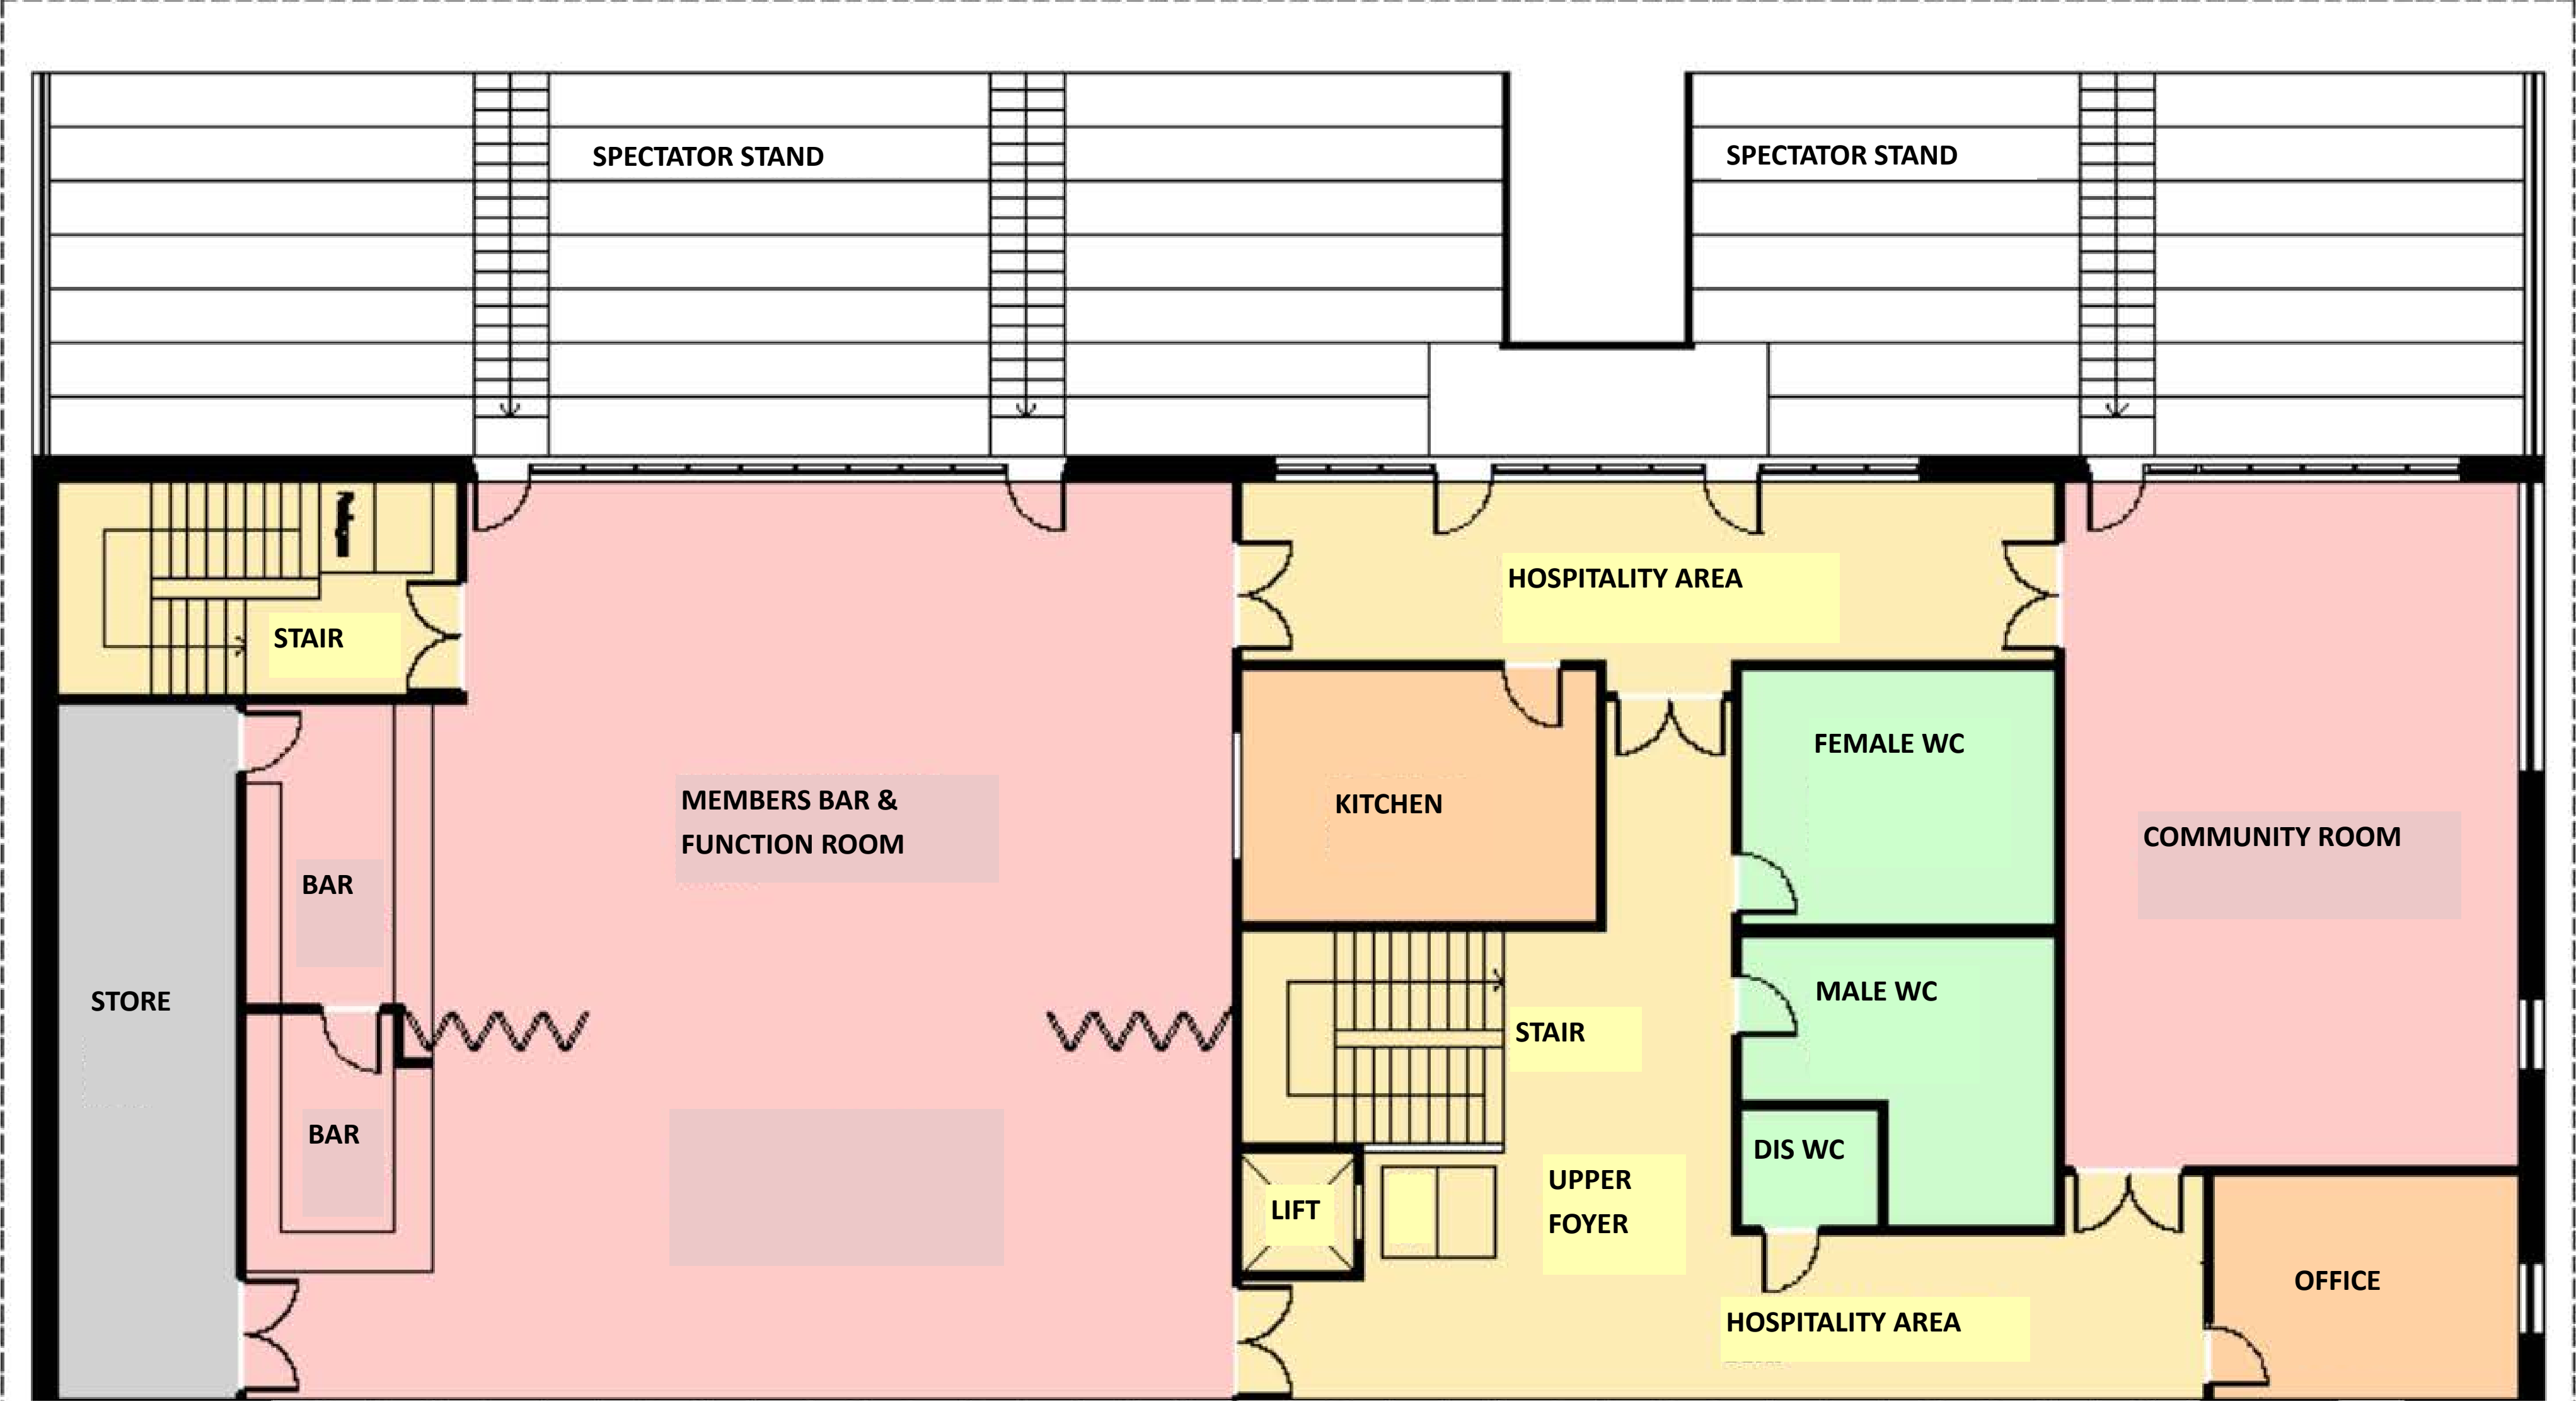 SPECTATOR STAND
SPECTATOR STAND
HOSPITALITY AREA
STAIR
FEMALE WC
MEMBERS BAR &
FUNCTION ROOM
KITCHEN
COMMUNITY ROOM
BAR
MALE WC
STORE
STAIR
BAR
DIS WC
UPPER
FOYER
LIFT
OFFICE
HOSPITALITY AREA